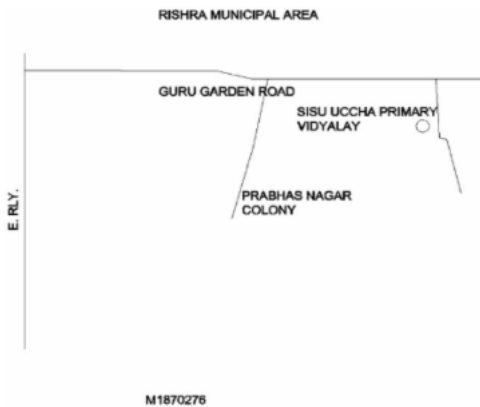 RISHRA MUNICIPAL AREA
GURU GARDEN ROAD
SISU UCCHA PRIMARY
VIDYALAY
PRABHAS NAGAR
COLONY
E. RLY.
M1870276